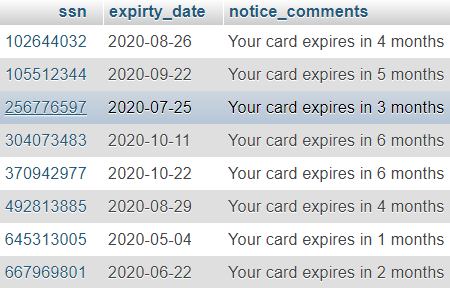 ssn expirty_date notice_comments
102644032 2020-08-26 Your card expires in 4 months
105512344 2020-09-22 Your card expires in 5 months
256776597 2020-07-25 Your card expires in 3 months
304073483 2020-10-11 Your card expires in 6 months
370942977 2020-10-22 Your card expires in 6 months
492813885 2020-08-29 Your card expires in 4 months
645313005 2020-05-04 Your card expires in 1 months
667969801 2020-06-22 Your card expires in 2 months